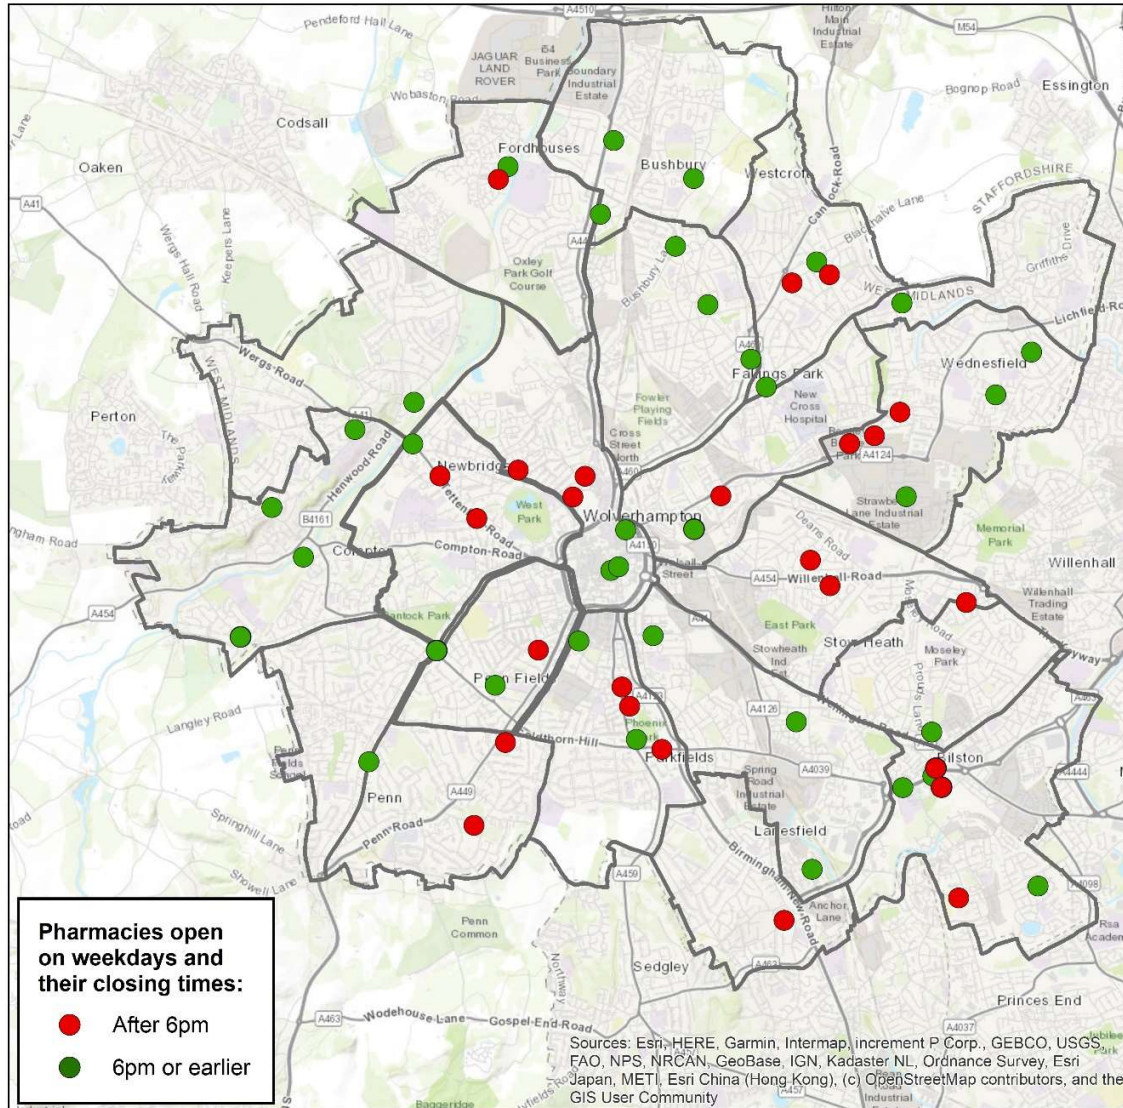 Pendeford Hall Lane
A4510
Hilton
Main
Industrial
Estate
M54
JAGUAR
LAND
ROVER
i54
Business
Park
Boundary
Industrial
Estate
Essington
Bognop Road
Wobaston Road
Codsall
Oaken
Fordhouses
Bushbury
Westcroft
Cannock Road
STAFFORDSHIRE
A41
Wergs Hall Road
Keepers Lane
Blackhalve Lane
Griffiths Drive
Oxley
Park Golf
Course
Bushbury
WEST MIDLANDS
Lichfield
Wergs Road
WEST MIDLANDS
A41
Wednesfield
Fallings Park
Perton
The Parkway
Fowler
Playing
Fields
New
Cross
Hospital
Cross
Street
North
A460
Park
A4124
Henwood Road
Newbridge
West
Park
Wolverhampton
Strawberry
Lane Industrial
Estate
Memorial
Park
B4161
Compton Road
Street
Deans Road
A454
Willenhall Road
Willenhall
Willenhall
Trading
Estate
A454
East Park
Stow Heath
Moseley
Park
Stowheath
Ind.
Penn Fields
Langley Road
A4126
Goldthorn Hill
Parkfields
Bilston
A4039
A4444
Spring
Road
Industrial
Estate
Penn
A449
Springhill Lane
Penn Road
Lanesfield
Showell Lane
A459
Birmingham New Road
A4098
Anchor
Lane
Penn
Common
Sedgley
A463
Northway
Princes End
A463
Wodehouse Lane
Gospel End Road
A4037
Baggeridge
Pharmacies open
on weekdays and
their closing times:
After 6pm
6pm or earlier
Sources: Esri, HERE, Garmin, Intermap, increment P Corp., GEBCO, USGS,
FAO, NPS, NRCAN, GeoBase, IGN, Kadaster NL, Ordnance Survey, Esri
Japan, METI, Esri China (Hong Kong), (c) OpenStreetMap contributors, and the
GIS User Community